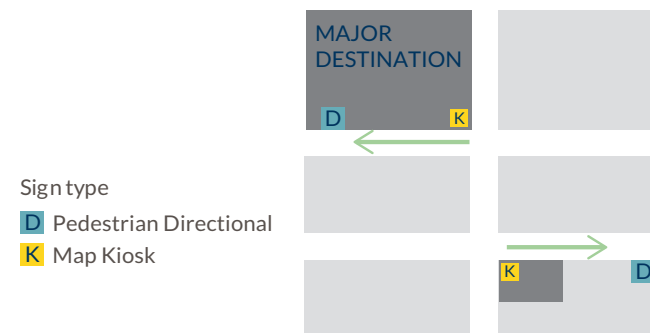 MAJOR
DESTINATION
D K
Sign type
D Pedestrian Directional
K Map Kiosk
K D